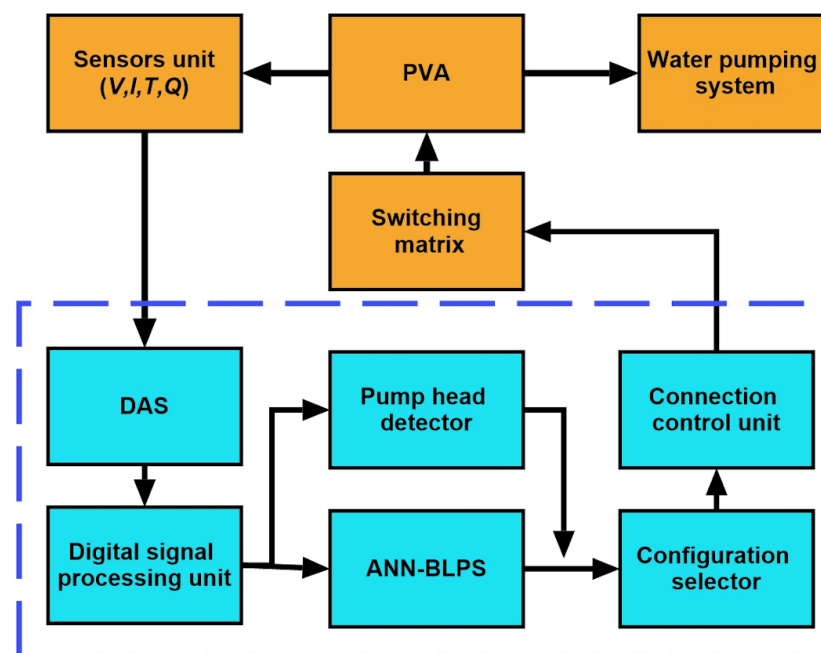 Sensors unit
(V,I,T,Q)
PVA
Water pumping
system
Switching
matrix
DAS
Pump head
detector
Connection
control unit
Digital signal
processing unit
ANN-BLPS
Configuration
selector